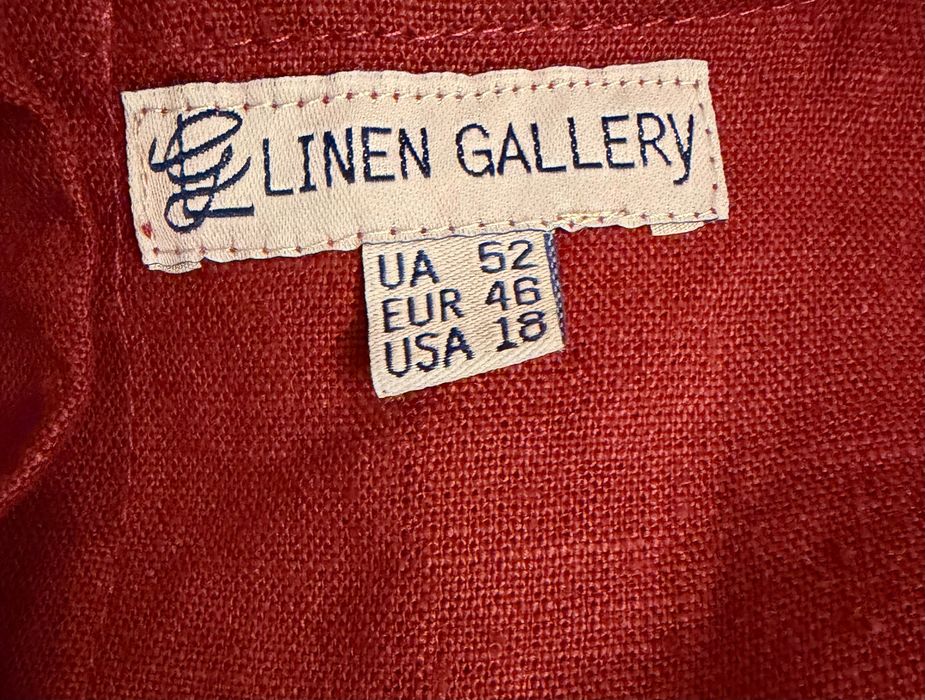 LINEN GALLERY
UA 52
EUR 46
USA 18